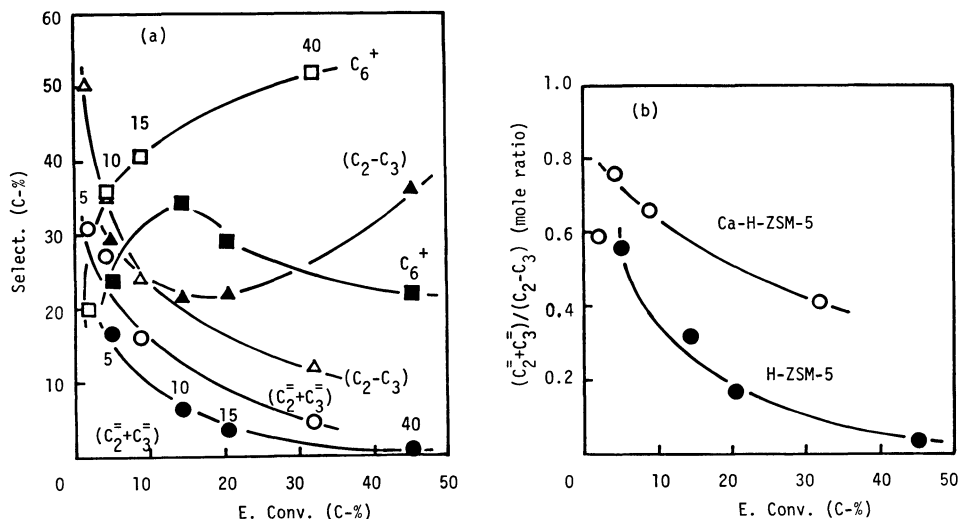 (a)
60
50
40
30
20
10
0
10
20
30
40
50
Select. (C-%)
E. Conv. (C-%)
40
C₆⁺
15
10
5
(C₂-C₃)
C₆⁺
(C₂-C₃)
(C₂⁼+C₃⁼)
5
10
15
40
(C₂⁼+C₃⁼)
(b)
1.0
0.8
0.6
0.4
0.2
0
10
20
30
40
50
(C₂⁼+C₃⁼)/(C₂-C₃) (mole ratio)
E. Conv. (C-%)
Ca-H-ZSM-5
H-ZSM-5